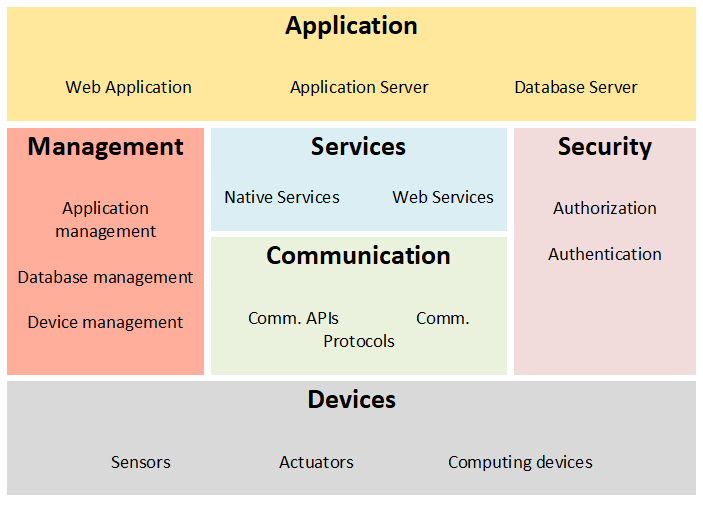 Application
Web Application Application Server Database Server
Management
Application
management
Database management
Device management
Services
Native Services Web Services
Communication
Comm. APIs Comm.
Protocols
Security
Authorization
Authentication
Devices
Sensors Actuators Computing devices